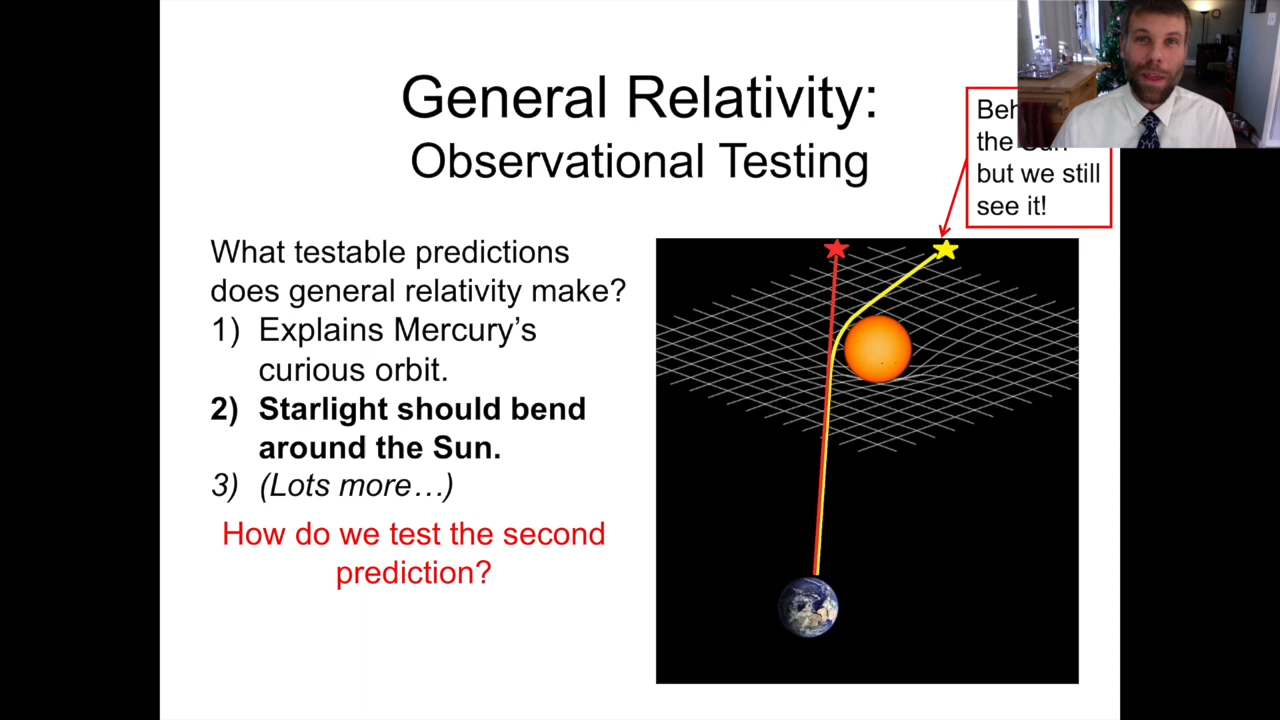 General Relativity:
Observational Testing
the
but we still
see it!
What testable predictions
does general relativity make?
1) Explains Mercury's
curious orbit.
2) Starlight should bend
around the Sun.
3) (Lots more…)
How do we test the second
prediction?